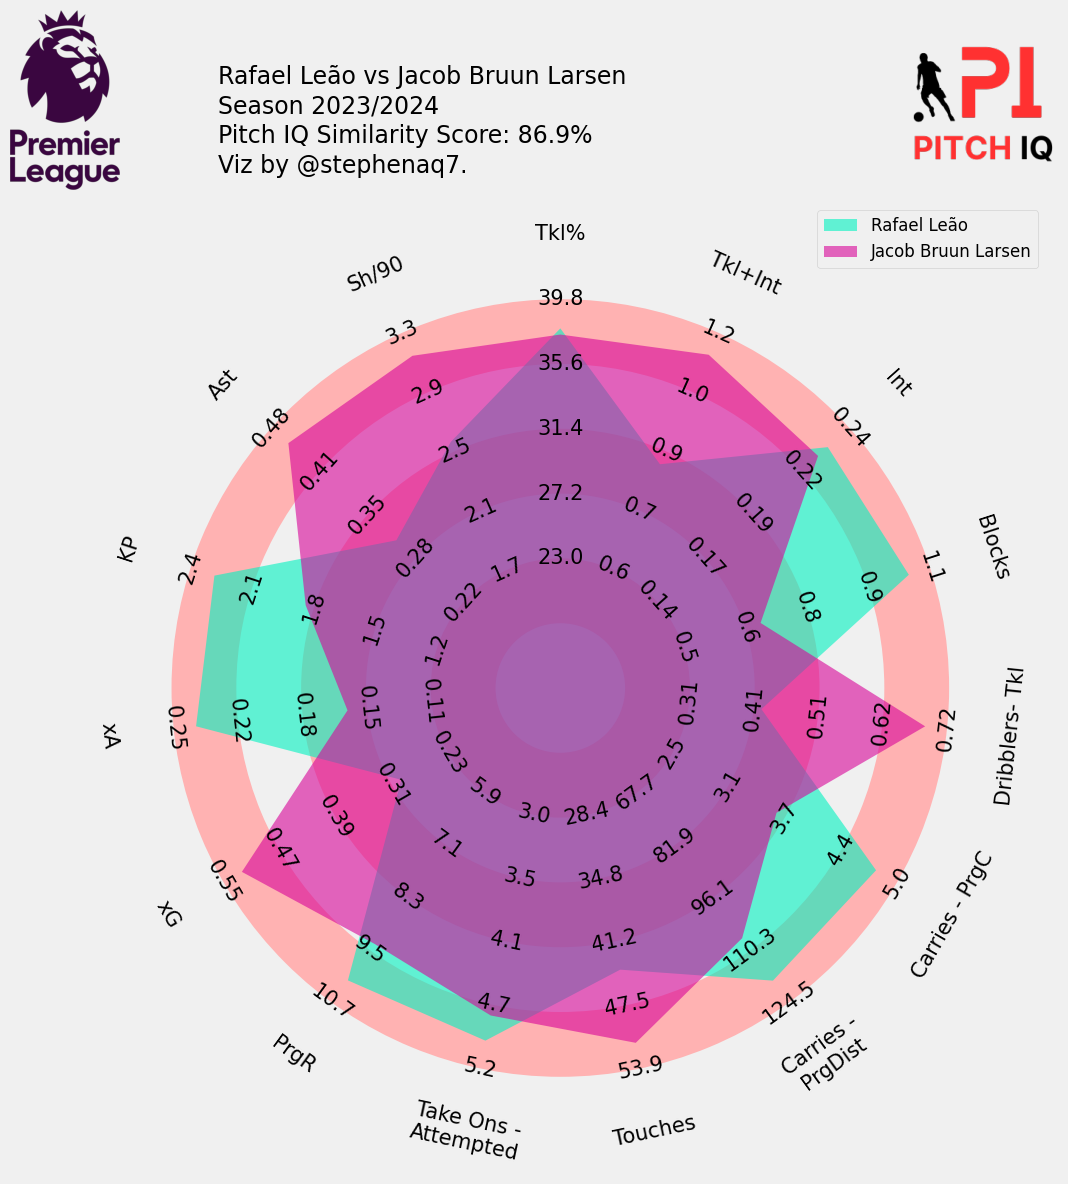 Premier
League
Rafael Leão vs Jacob Bruun Larsen
Season 2023/2024
Pitch IQ Similarity Score: 86.9%
Viz by @stephenaq7.
PI
PITCH IQ
Rafael Leão
Jacob Bruun Larsen
Tkl%
39.8
35.6
31.4
27.2
23.0
Tkl+Int
1.2
1.0
0.9
0.7
0.6
Int
0.24
0.22
0.19
0.17
0.14
Blocks
1.1
0.9
0.8
0.6
0.5
Dribblers- Tkl
0.72
0.62
0.51
0.41
0.31
Carries - PrgC
5.0
4.4
3.7
3.1
2.5
Carries -
PrgDist
124.5
110.3
96.1
81.9
67.7
Touches
53.9
47.5
41.2
34.8
28.4
Take Ons -
Attempted
5.2
4.7
4.1
3.5
3.0
PrgR
10.7
9.5
8.3
7.1
5.9
xG
0.55
0.47
0.39
0.31
0.23
xA
0.25
0.22
0.18
0.15
0.11
KP
2.4
2.1
1.8
1.5
1.2
Ast
0.48
0.41
0.35
0.28
0.22
Sh/90
3.3
2.9
2.5
2.1
1.7